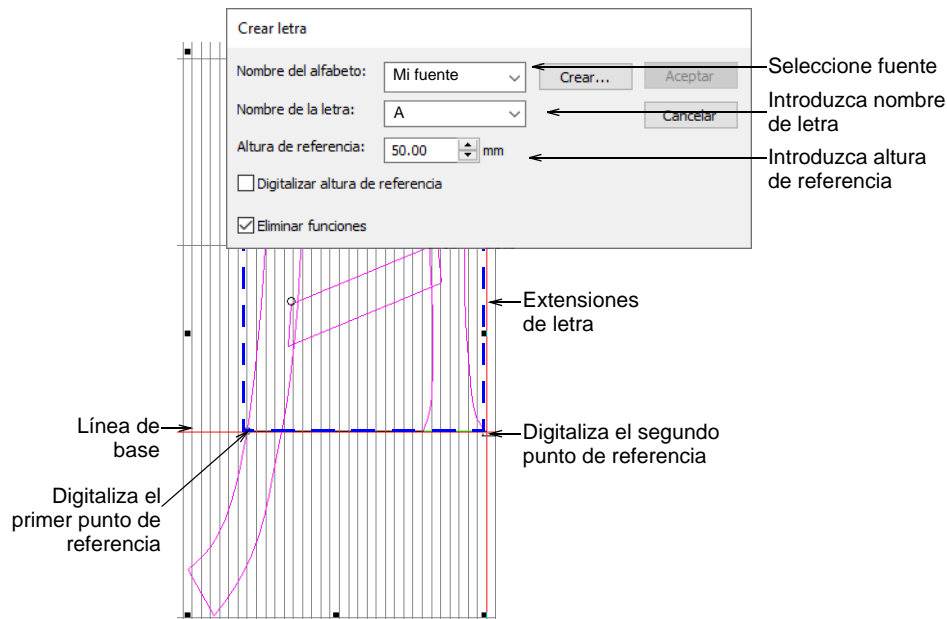 Crear letra
Nombre del alfabeto:
Mi fuente
Crear...
Aceptar
Seleccione fuente
Nombre de la letra:
A
Cancelar
Introduzca nombre
de letra
Altura de referencia:
50.00
mm
Introduzca altura
de referencia
Digitalizar altura de referencia
Eliminar funciones
Extensiones
de letra
Línea de
base
Digitaliza el segundo
punto de referencia
Digitaliza el
primer punto de
referencia